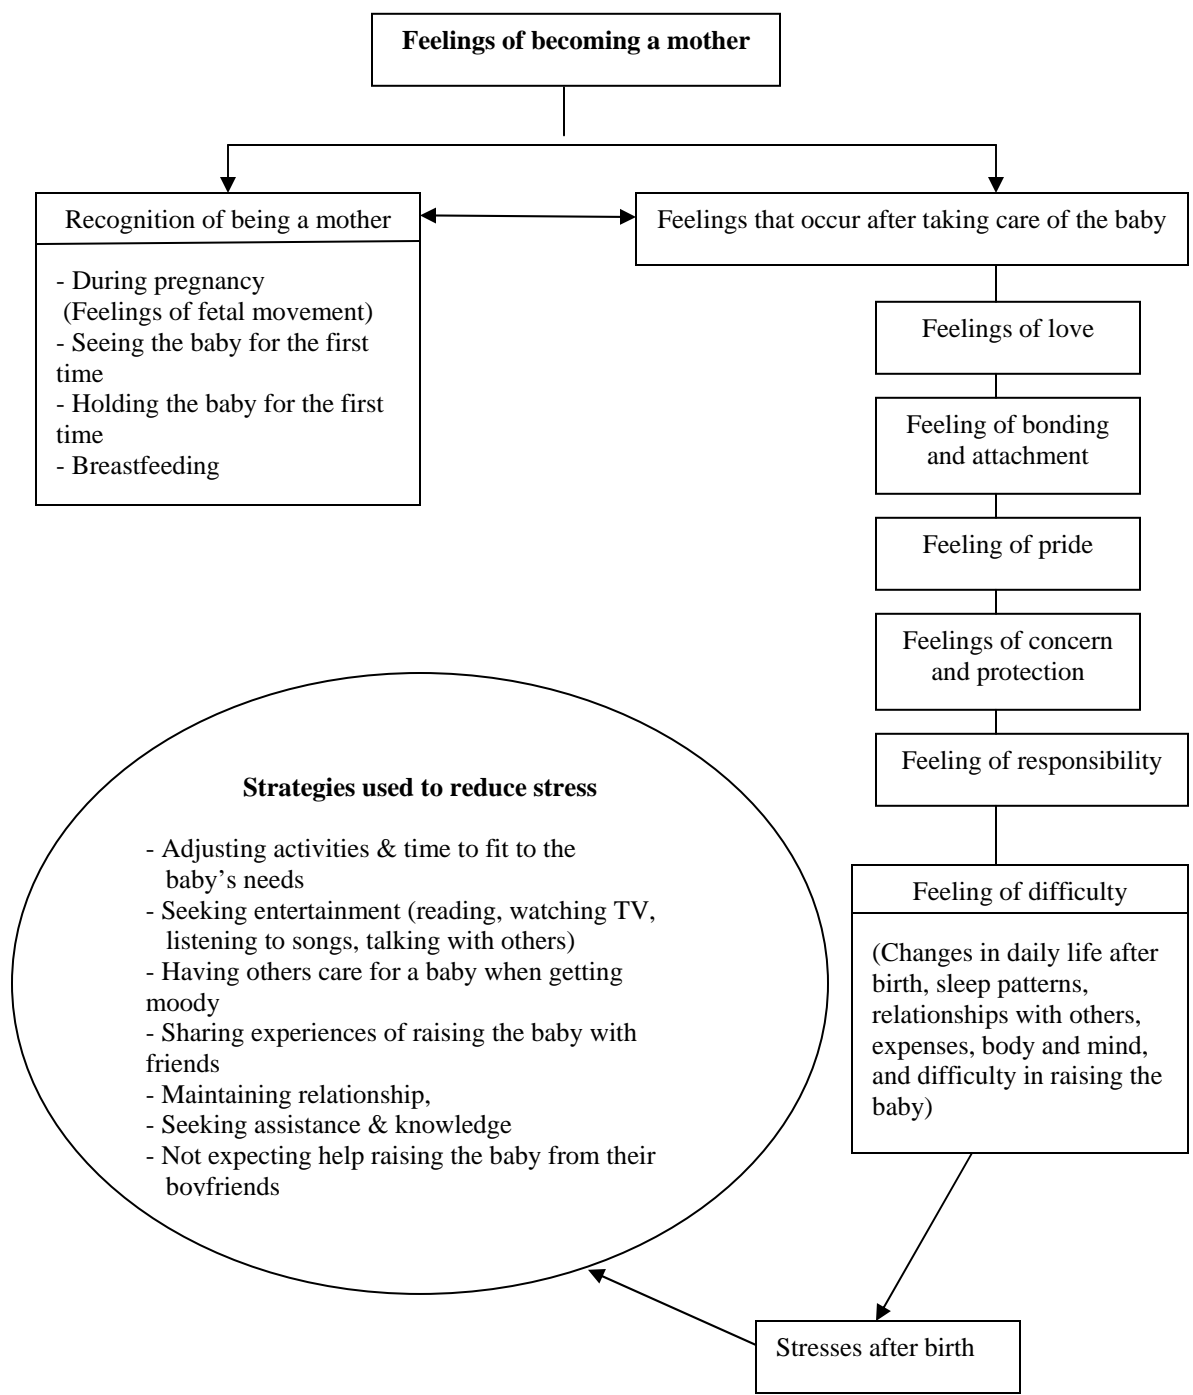 Feelings of becoming a mother
Recognition of being a mother
- During pregnancy
(Feelings of fetal movement)
- Seeing the baby for the first
time
- Holding the baby for the first
time
- Breastfeeding
Feelings that occur after taking care of the baby
Feelings of love
Feeling of bonding
and attachment
Feeling of pride
Feelings of concern
and protection
Feeling of responsibility
Feeling of difficulty
(Changes in daily life after
birth, sleep patterns,
relationships with others,
expenses, body and mind,
and difficulty in raising the
baby)
Stresses after birth
Strategies used to reduce stress
- Adjusting activities & time to fit to the
baby’s needs
- Seeking entertainment (reading, watching TV,
listening to songs, talking with others)
- Having others care for a baby when getting
moody
- Sharing experiences of raising the baby with
friends
- Maintaining relationship,
- Seeking assistance & knowledge
- Not expecting help raising the baby from their
boyfriends